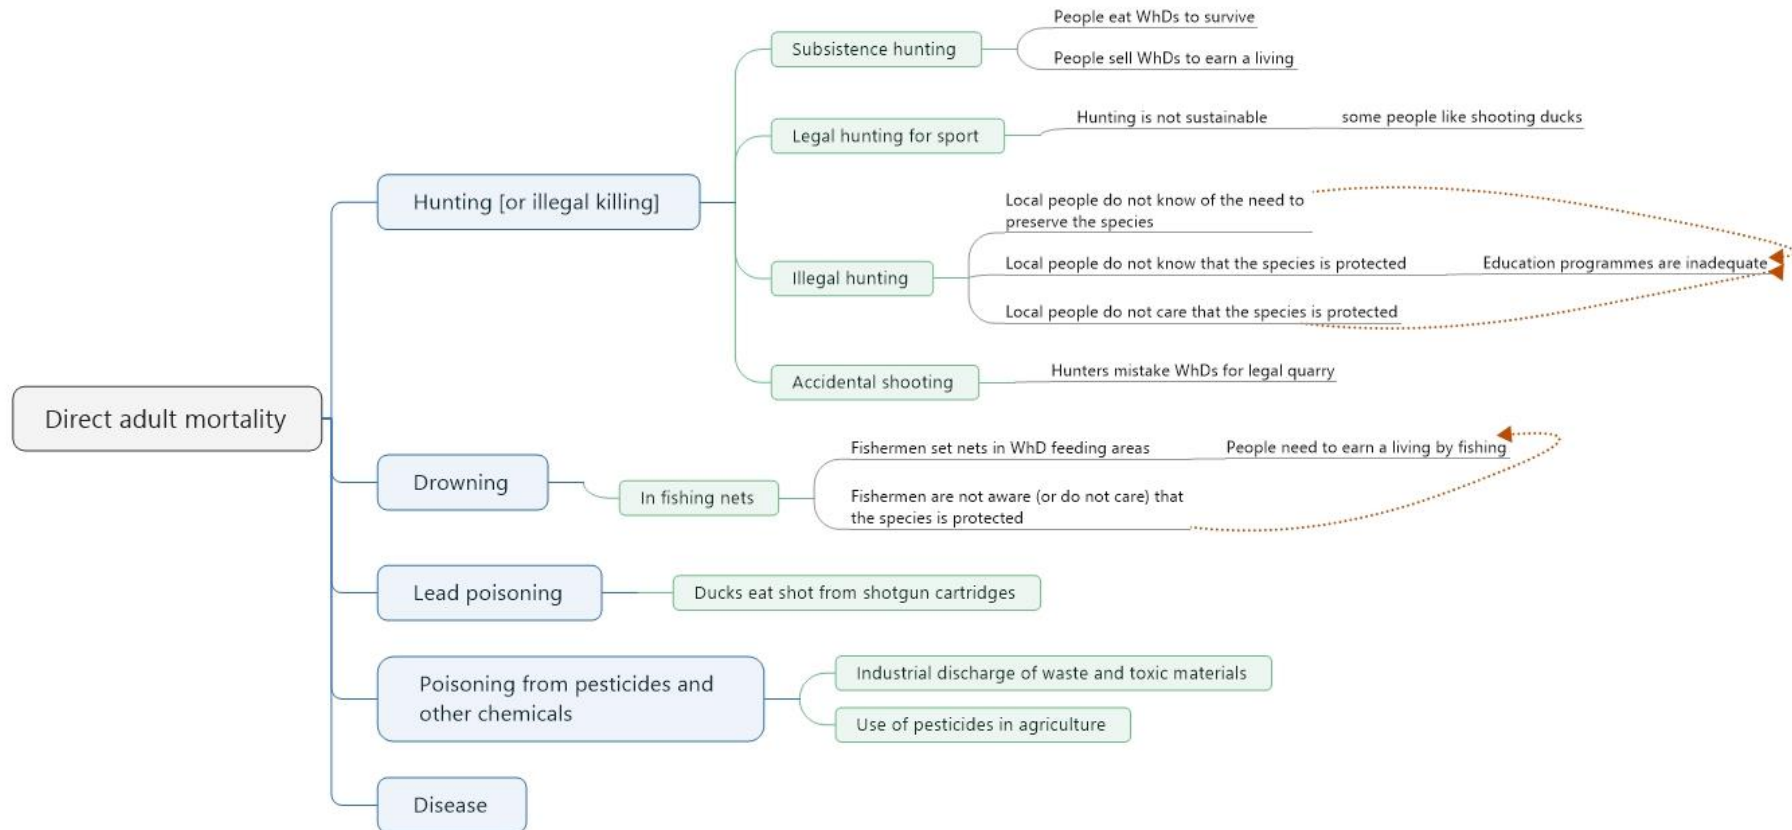 People eat WhDs to survive
Subsistence hunting
People sell WhDs to earn a living
Legal hunting for sport
Hunting is not sustainable
some people like shooting ducks
Hunting [or illegal killing]
Local people do not know of the need to
preserve the species
Illegal hunting
Local people do not know that the species is protected
Education programmes are inadequate
Local people do not care that the species is protected
Accidental shooting
Hunters mistake WhDs for legal quarry
Direct adult mortality
Drowning
In fishing nets
Fishermen set nets in WhD feeding areas
People need to earn a living by fishing
Fishermen are not aware (or do not care) that
the species is protected
Lead poisoning
Ducks eat shot from shotgun cartridges
Poisoning from pesticides and
other chemicals
Industrial discharge of waste and toxic materials
Use of pesticides in agriculture
Disease